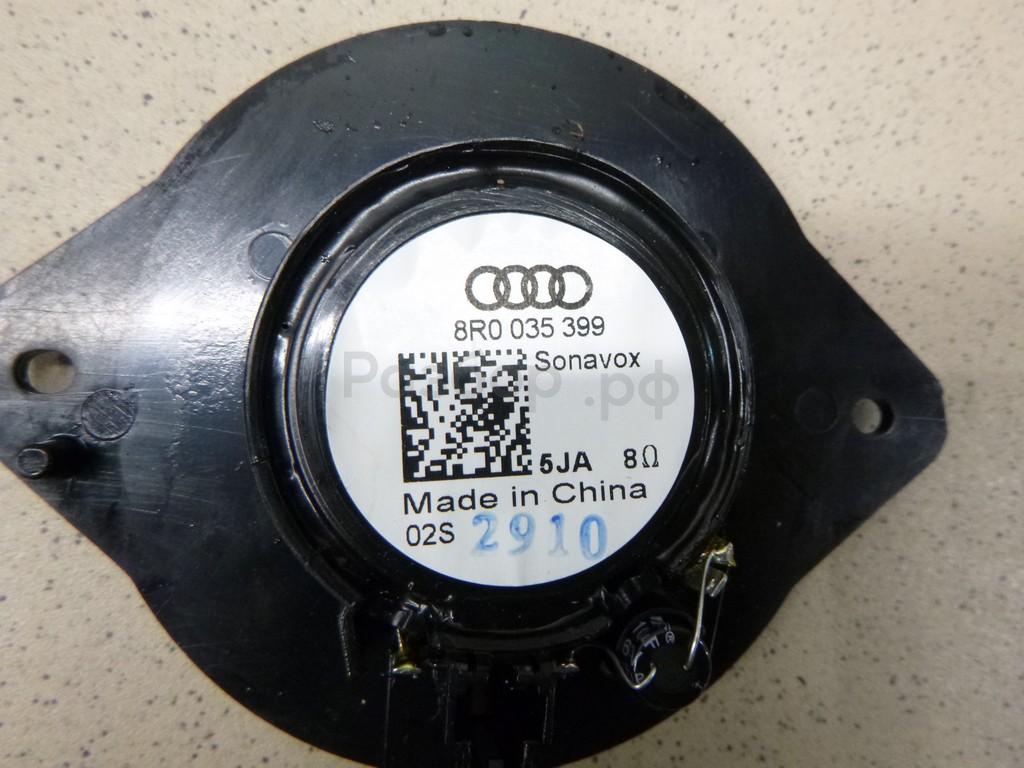 8R0 035 399
Sonavox
5JA 8Ω
Made in China
02S 2910